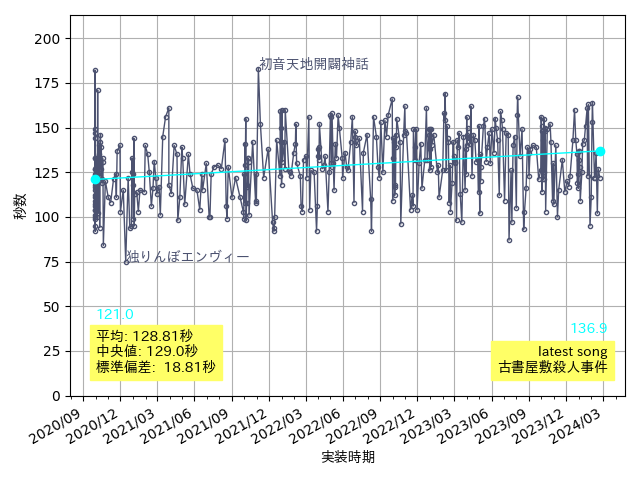 200
175
150
125
100
75
50
25
0
秒数
初音天地開闢神話
独りんぼエンヴィー
121.0
136.9
平均: 128.81秒
中央値: 129.0秒
標準偏差: 18.81秒
latest song
古書屋敷殺人事件
2020/09
2020/12
2021/03
2021/06
2021/09
2021/12
2022/03
2022/06
2022/09
2022/12
2023/03
2023/06
2023/09
2023/12
2024/03
実装時期